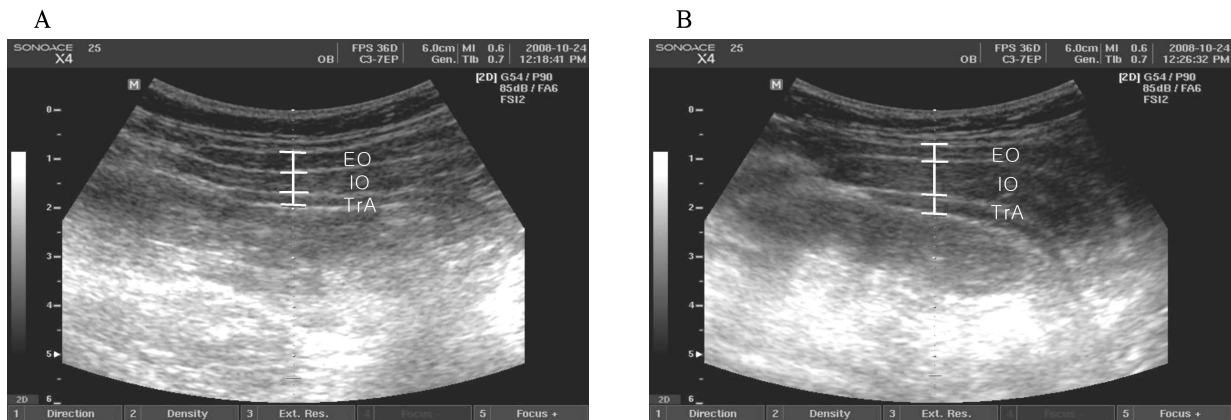 A
SONOACE 25
X4
FPS 36D 6.0cm MI 0.6 2008-10-24
OB C3-7EP Gen. TIb 0.7 12:18:41 PM
[2D] G54 / P90
85dB / FA6
FSI2
M
0
1
2
3
4
5
6
EO
IO
TrA
2D
1 Direction 2 Density 3 Ext. Res. 4 Focus - 5 Focus +
B
SONOACE 25
X4
FPS 36D 6.0cm MI 0.6 2008-10-24
OB C3-7EP Gen. TIb 0.7 12:26:32 PM
[2D] G54 / P90
85dB / FA6
FSI2
M
0
1
2
3
4
5
6
EO
IO
TrA
2D
1 Direction 2 Density 3 Ext. Res. 4 Focus - 5 Focus +